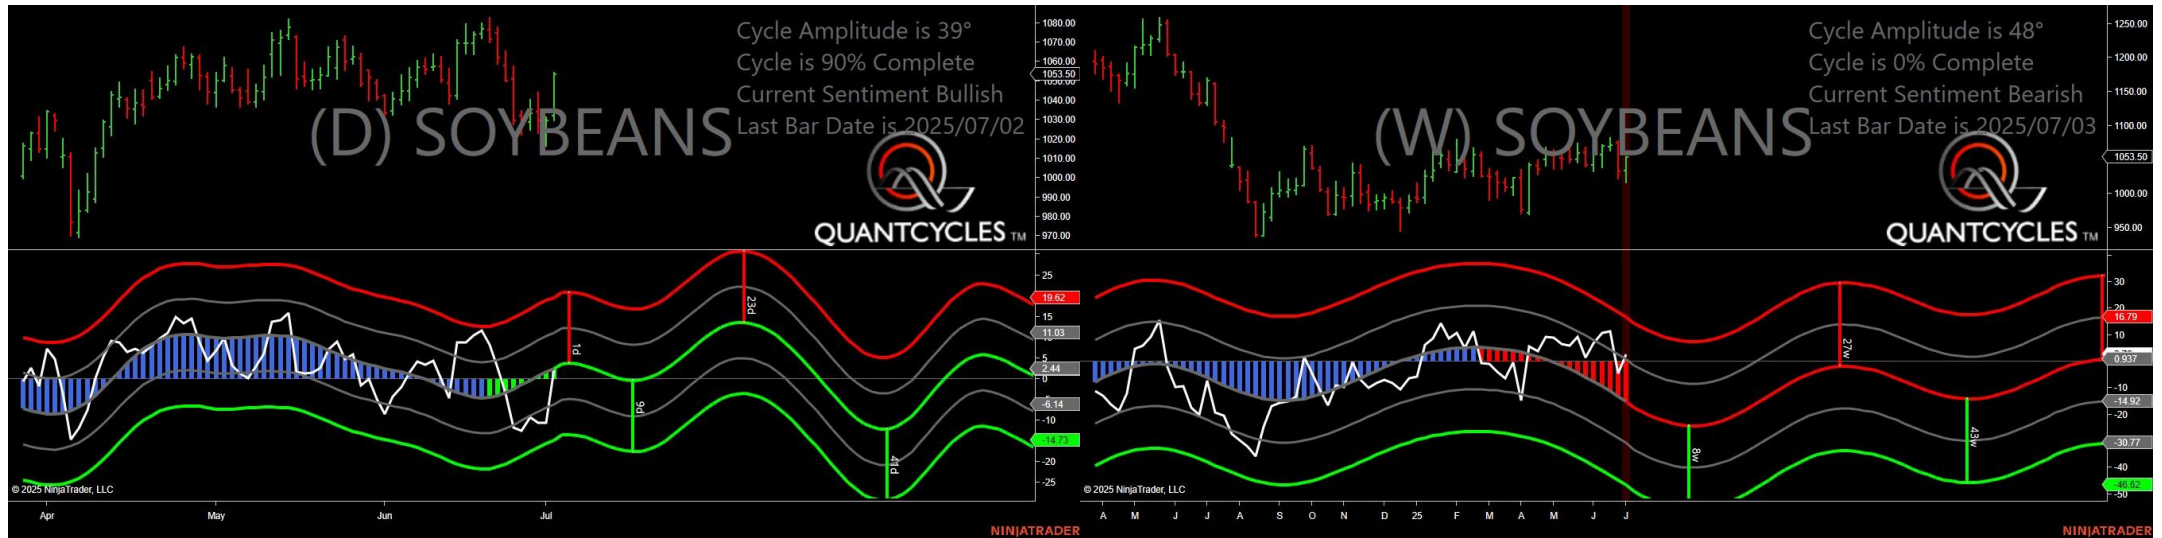 Cycle Amplitude is 39°
Cycle is 90% Complete
Current Sentiment Bullish
Last Bar Date is 2025/07/02
(D) SOYBEANS
QUANTCYCLES TM
1080.00
1070.00
1060.00
1053.50
1040.00
1030.00
1020.00
1010.00
1000.00
990.00
980.00
970.00
25
19.62
15
11.03
5
2.44
0
-6.14
-10
-14.73
-20
-25
1d
9d
23d
41d
© 2025 NinjaTrader, LLC
Apr May Jun Jul
NINJATRADER
Cycle Amplitude is 48°
Cycle is 0% Complete
Current Sentiment Bearish
Last Bar Date is 2025/07/03
(W) SOYBEANS
QUANTCYCLES TM
1250.00
1200.00
1150.00
1100.00
1053.50
1000.00
950.00
30
20
16.79
10
0.937
-10
-14.92
-20
-30.77
-40
-46.62
-50
8w
27w
43w
© 2025 NinjaTrader, LLC
A M J J A S O N D 25 F M A M J J
NINJATRADER